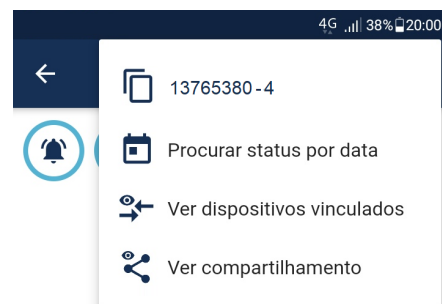 4G 38% 20:00
13765380-4
Procurar status por data
Ver dispositivos vinculados
Ver compartilhamento